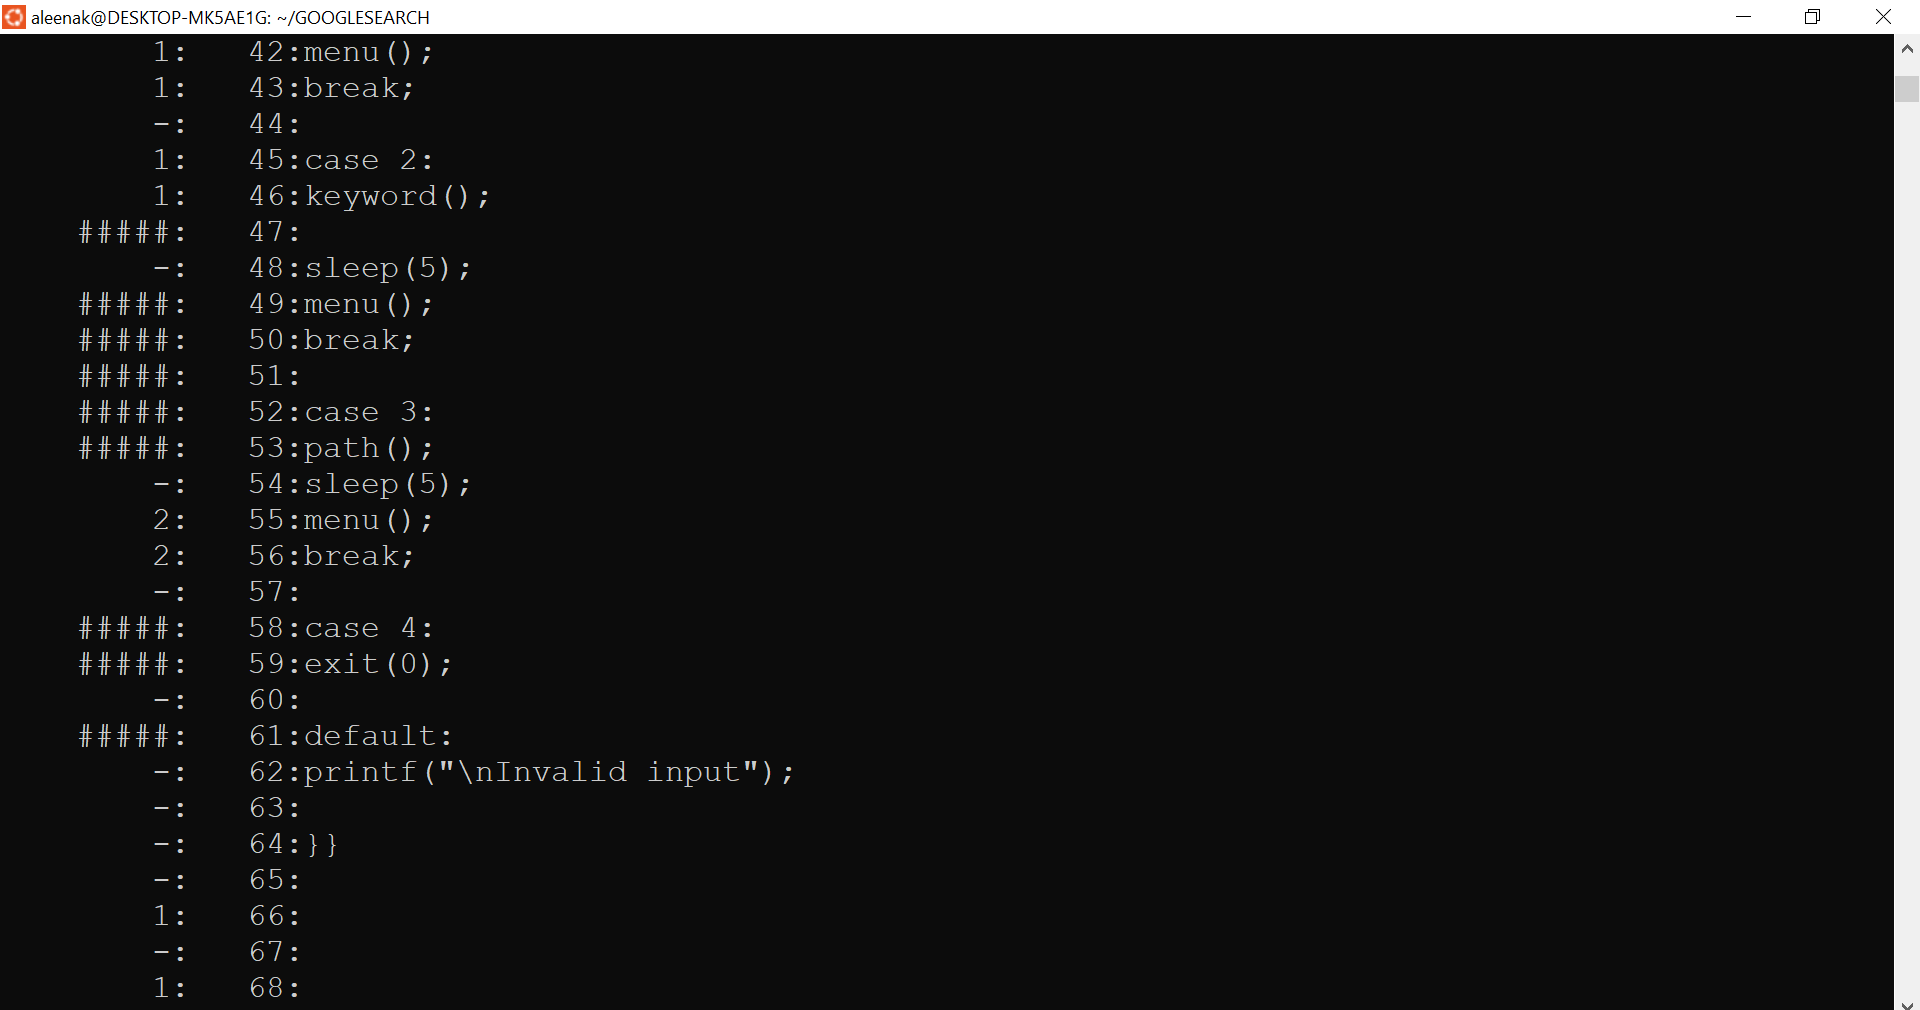 aleenak@DESKTOP-MK5AE1G: ~/GOOGLESEARCH
        1:   42:menu();
        1:   43:break;
        -:   44:
        1:   45:case 2:
        1:   46:keyword();
    #####:   47:
        -:   48:sleep(5);
    #####:   49:menu();
    #####:   50:break;
    #####:   51:
    #####:   52:case 3:
    #####:   53:path();
        -:   54:sleep(5);
        2:   55:menu();
        2:   56:break;
        -:   57:
    #####:   58:case 4:
    #####:   59:exit(0);
        -:   60:
    #####:   61:default:
        -:   62:printf("\nInvalid input");
        -:   63:
        -:   64:}}
        -:   65:
        1:   66:
        -:   67:
        1:   68: